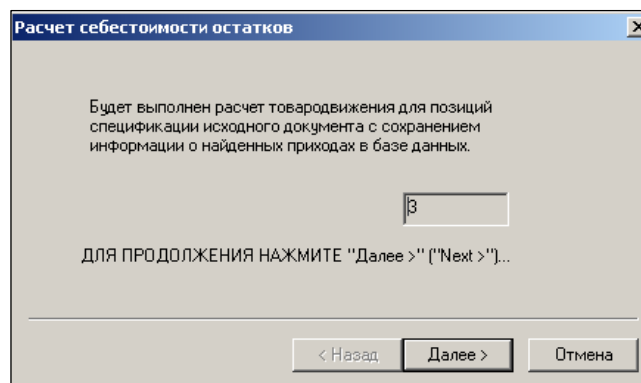 Расчет себестоимости остатков
Будет выполнен расчет товародвижения для позиций
спецификации исходного документа с сохранением
информации о найденных приходах в базе данных.
3
ДЛЯ ПРОДОЛЖЕНИЯ НАЖМИТЕ "Далее >" ("Next >")...
< Назад Далее > Отмена